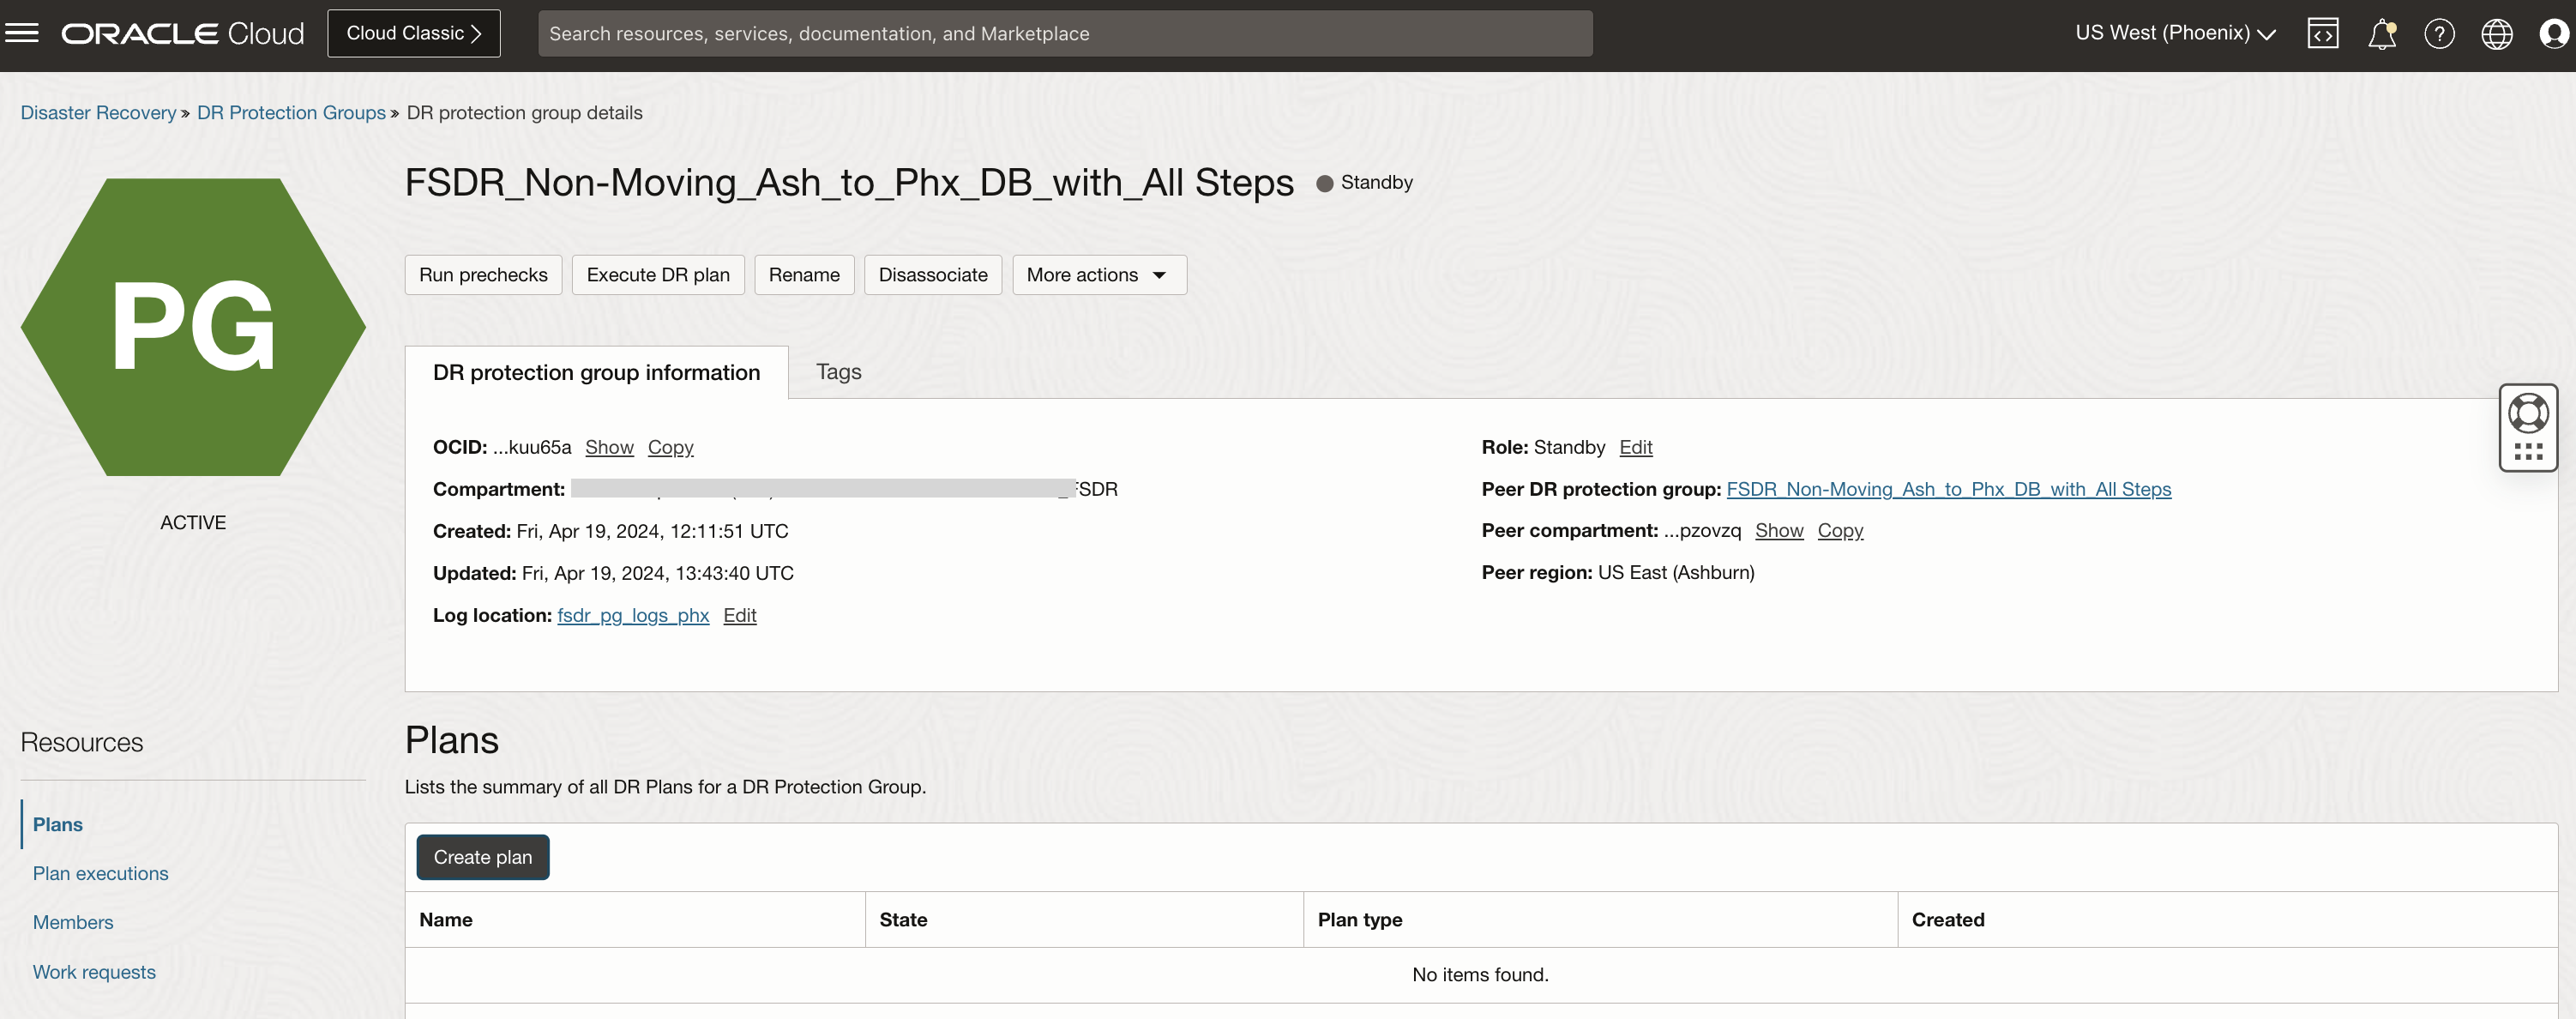 ORACLE Cloud
Cloud Classic
Search resources, services, documentation, and Marketplace
US West (Phoenix)
Disaster Recovery » DR Protection Groups » DR protection group details
PG
ACTIVE
FSDR_Non-Moving_Ash_to_Phx_DB_with_All Steps
Standby
Run prechecks
Execute DR plan
Rename
Disassociate
More actions
DR protection group information
Tags
OCID: ...kuu65a Show Copy
Compartment: FSDR
Created: Fri, Apr 19, 2024, 12:11:51 UTC
Updated: Fri, Apr 19, 2024, 13:43:40 UTC
Log location: fsdr_pg_logs_phx Edit
Role: Standby Edit
Peer DR protection group: FSDR_Non-Moving_Ash_to_Phx_DB_with_All Steps
Peer compartment: ...pzovzq Show Copy
Peer region: US East (Ashburn)
Resources
Plans
Plan executions
Members
Work requests
Plans
Lists the summary of all DR Plans for a DR Protection Group.
Create plan
Name
State
Plan type
Created
No items found.